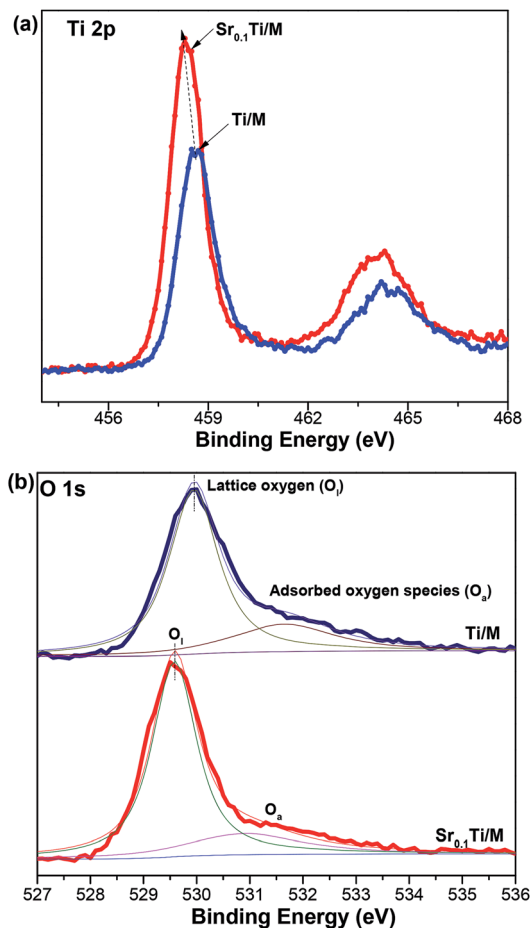 (a)
Ti 2p
Sr0.1Ti/M
Ti/M
456 459 462 465 468
Binding Energy (eV)
(b)
O 1s
Lattice oxygen (Ol)
Adsorbed oxygen species (Oa)
Ti/M
Ol
Oa
Sr0.1Ti/M
527 528 529 530 531 532 533 534 535 536
Binding Energy (eV)